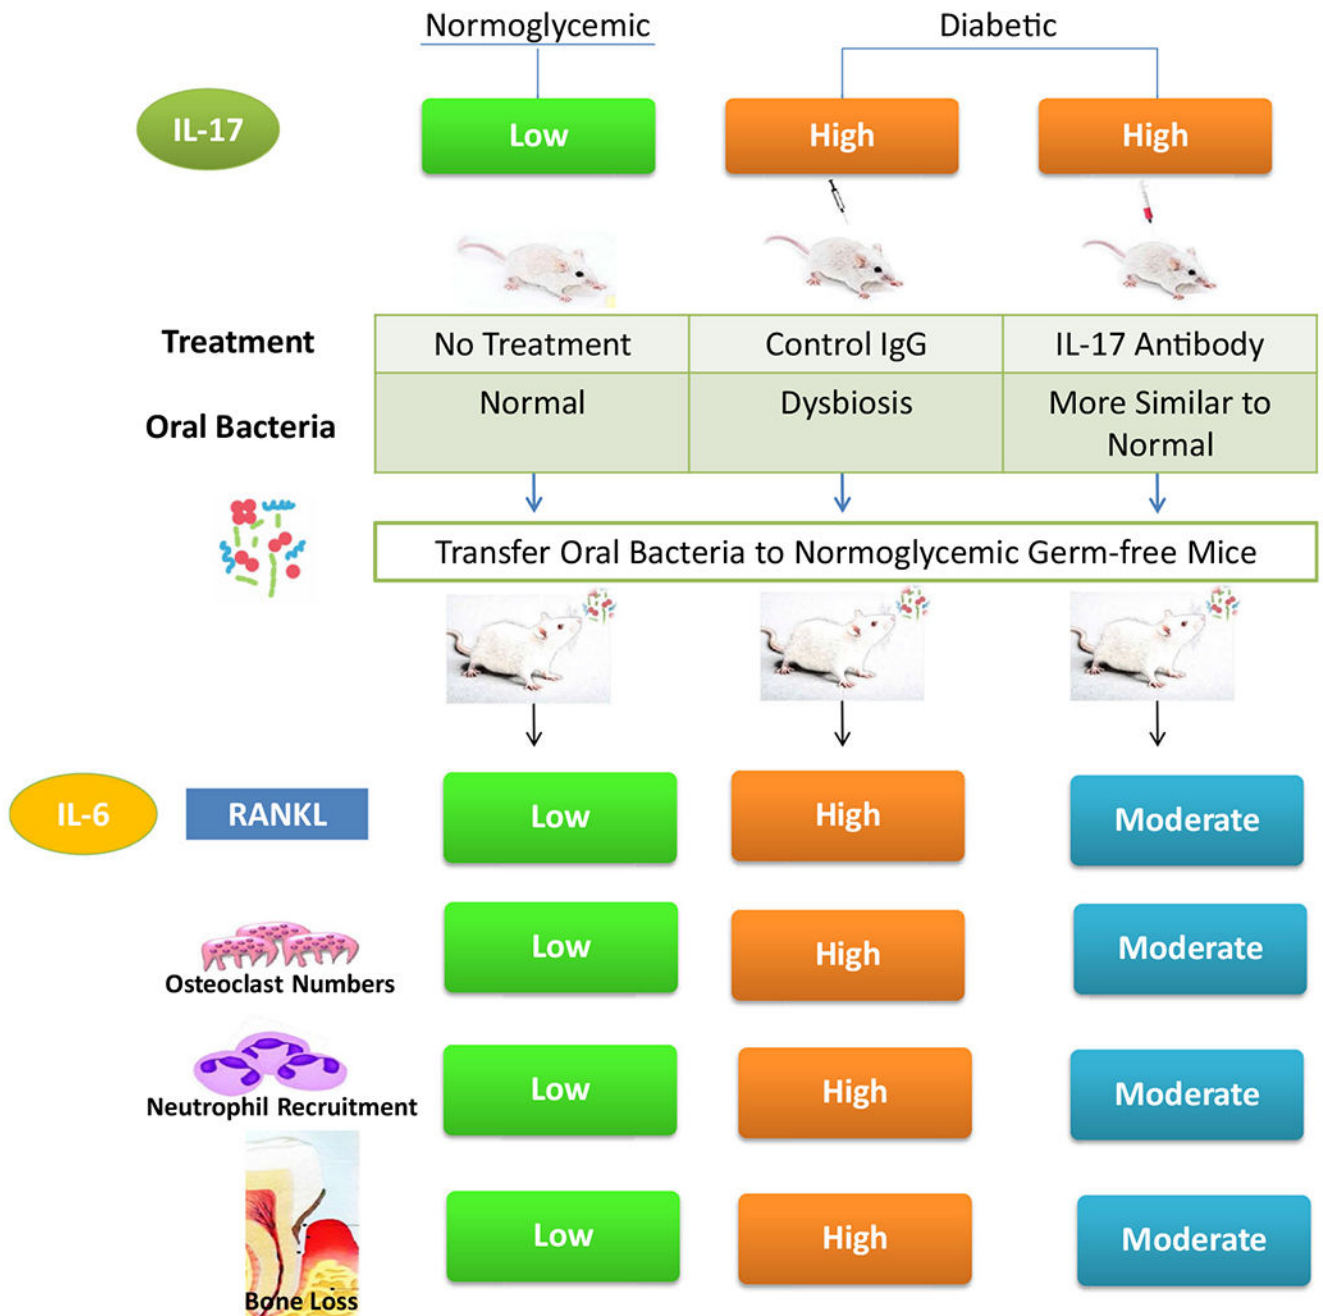 Normoglycemic
Diabetic
IL-17
Low
High
High
Treatment
No Treatment
Control IgG
IL-17 Antibody
Oral Bacteria
Normal
Dysbiosis
More Similar to
Normal
Transfer Oral Bacteria to Normoglycemic Germ-free Mice
IL-6
RANKL
Low
High
Moderate
Osteoclast Numbers
Low
High
Moderate
Neutrophil Recruitment
Low
High
Moderate
Bone Loss
Low
High
Moderate